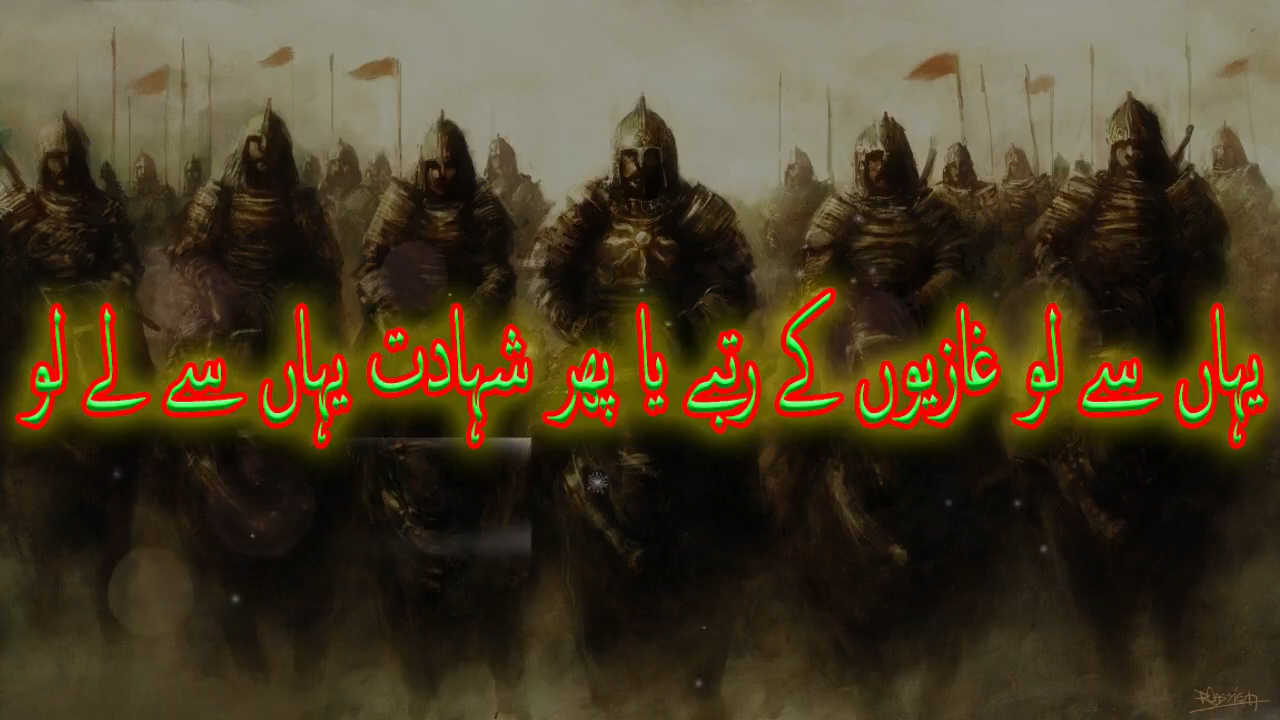 یہاں سے لو غازیوں کے رتبے یا پھر شہادت یہاں سے لے لو